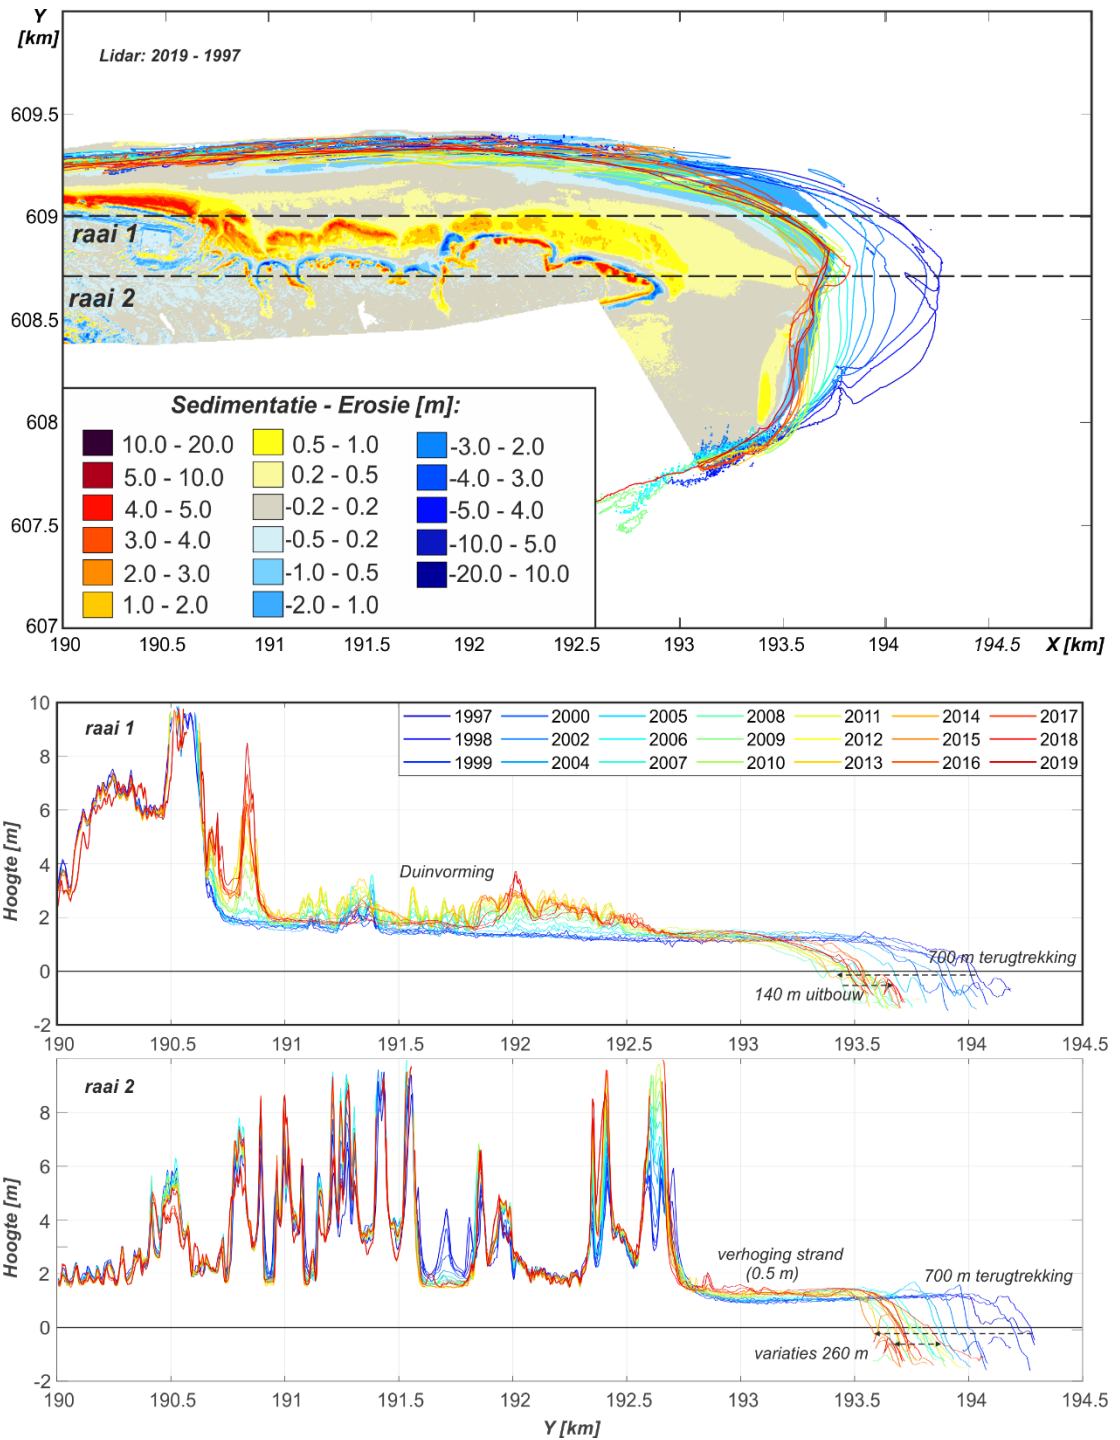 Y
[km]
Lidar: 2019 - 1997
609.5
609
raai 1
raai 2
608.5
608
607.5
607
Sedimentatie - Erosie [m]:
10.0 - 20.0
5.0 - 10.0
4.0 - 5.0
3.0 - 4.0
2.0 - 3.0
1.0 - 2.0
0.5 - 1.0
0.2 - 0.5
-0.2 - 0.2
-0.5 - 0.2
-1.0 - 0.5
-2.0 - 1.0
-3.0 - 2.0
-4.0 - 3.0
-5.0 - 4.0
-10.0 - 5.0
-20.0 - 10.0
190 190.5 191 191.5 192 192.5 193 193.5 194 194.5 X [km]
raai 1
1997 2000 2005 2008 2011 2014 2017
1998 2002 2006 2009 2012 2015 2018
1999 2004 2007 2010 2013 2016 2019
10
8
6
4
2
0
-2
Hoogte [m]
Duinvorming
700 m terugtrekking
140 m uitbouw
190 190.5 191 191.5 192 192.5 193 193.5 194 194.5
raai 2
8
6
4
2
0
-2
Hoogte [m]
verhoging strand
(0.5 m)
700 m terugtrekking
variaties 260 m
190 190.5 191 191.5 192 192.5 193 193.5 194 194.5
Y [km]